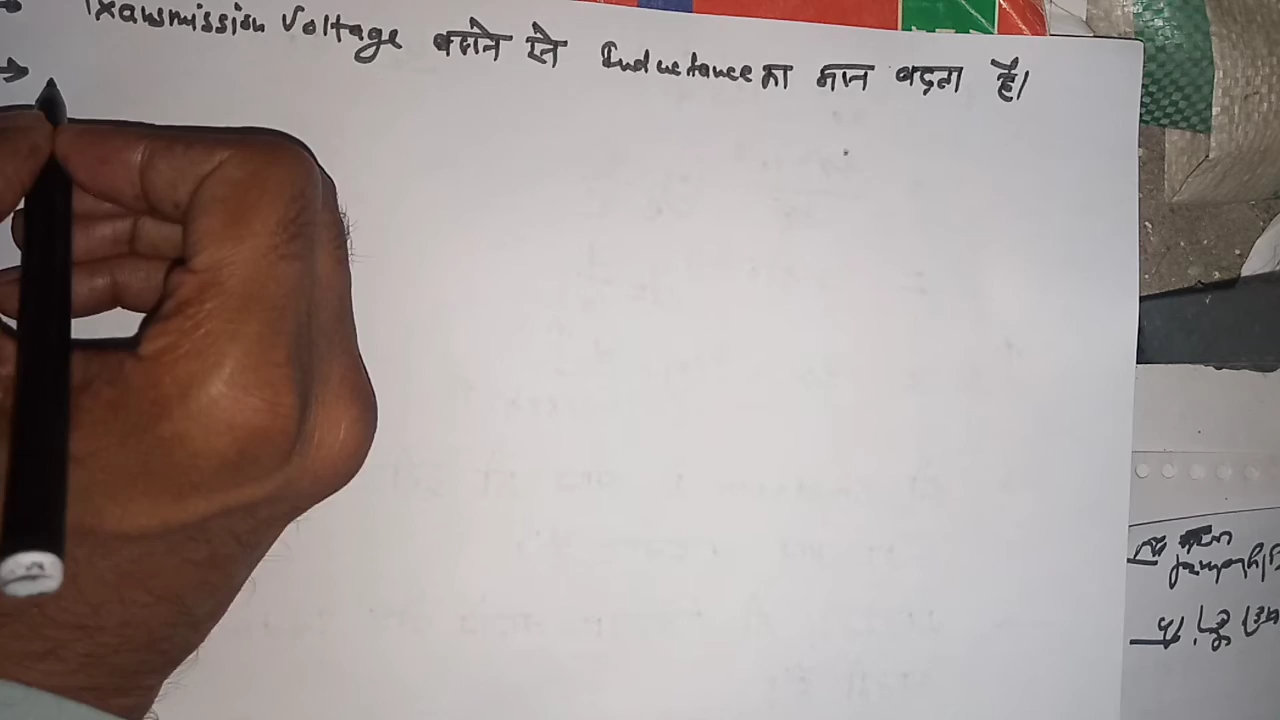 → Transmission Voltage बढाने से Inductance का मान बढ़ता है।
→